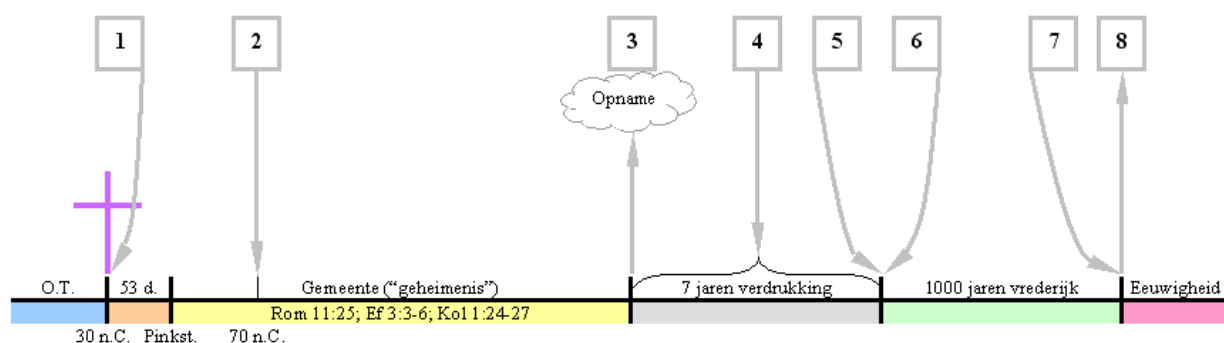 1 2 3 4 5 6 7 8
Opname
O.T. 53 d. Gemeente (“geheimenis”) 7 jaren verdrukking 1000 jaren vrederijk Eeuwigheid
Rom 11:25; Ef 3:3-6; Kol 1:24-27
30 n.C. Pinkst. 70 n.C.